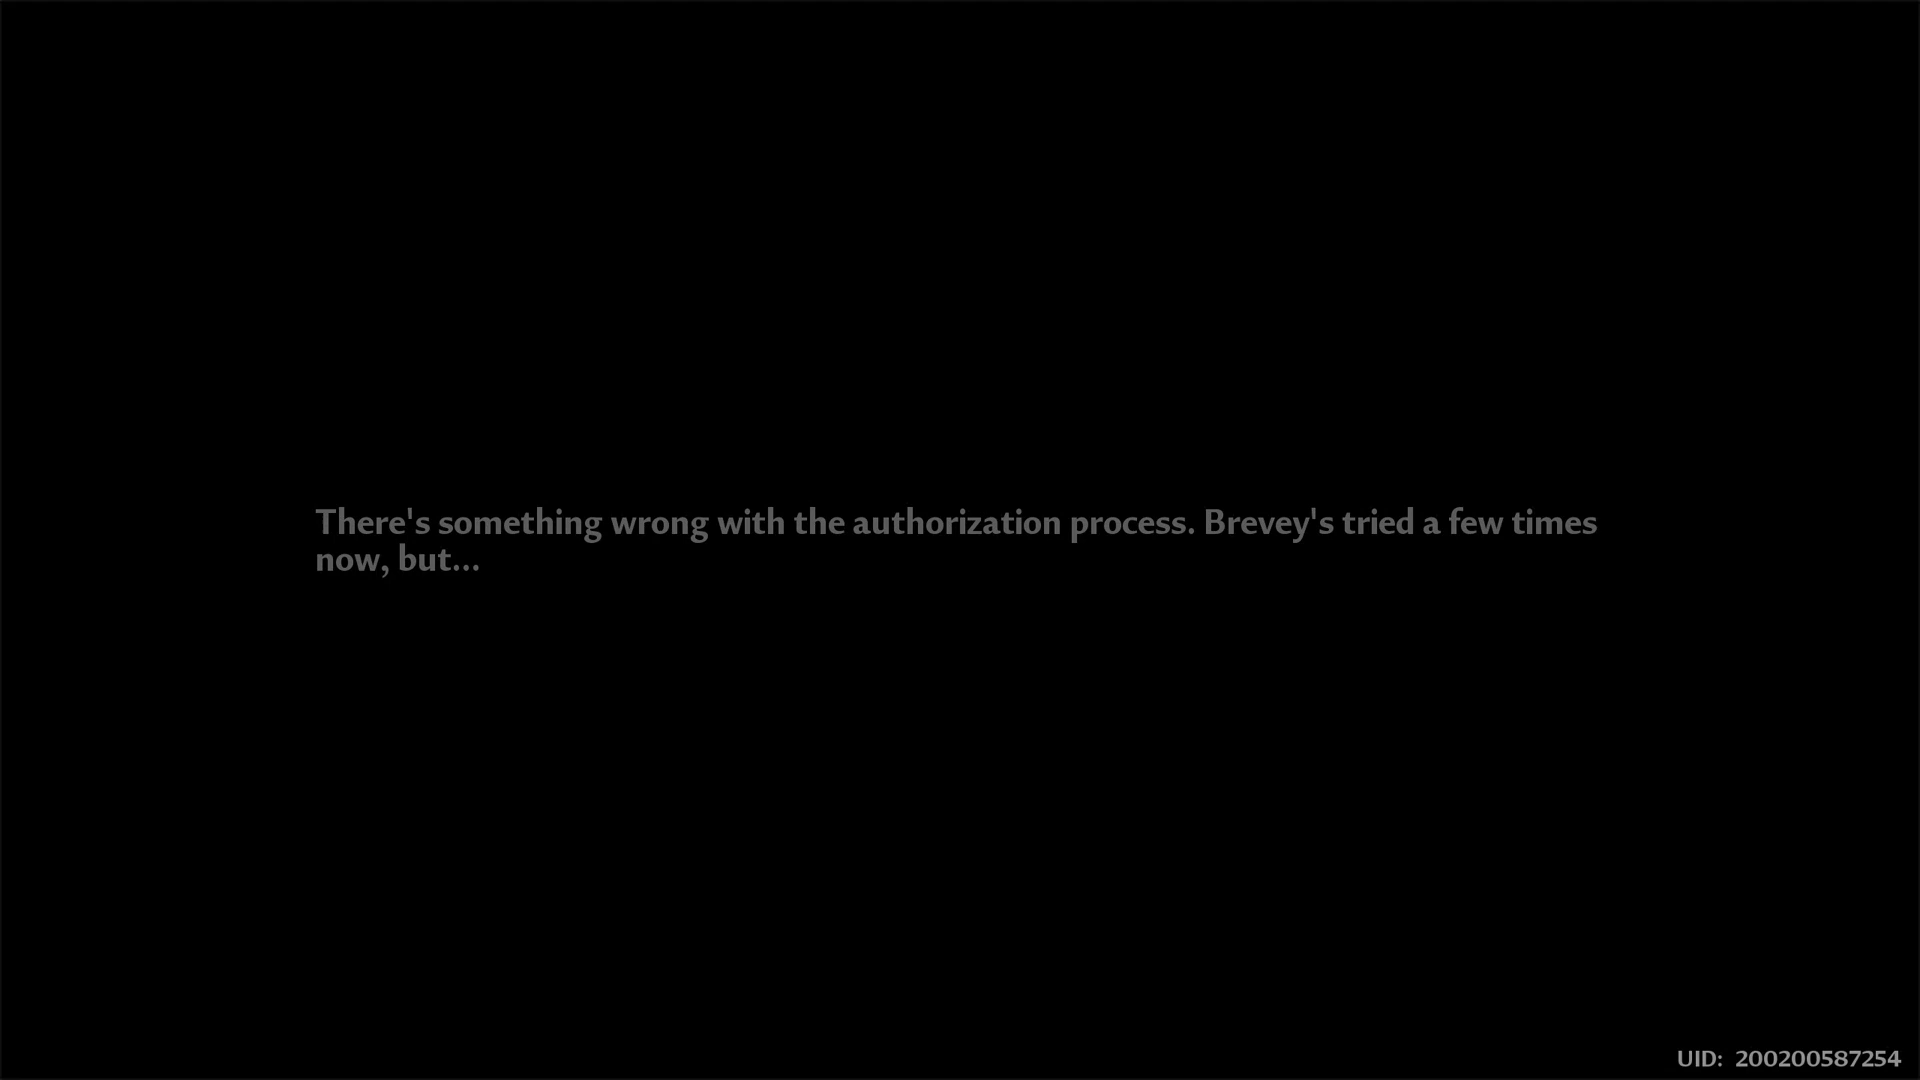 There's something wrong with the authorization process. Brevey's tried a few times
now, but...
UID: 200200587254